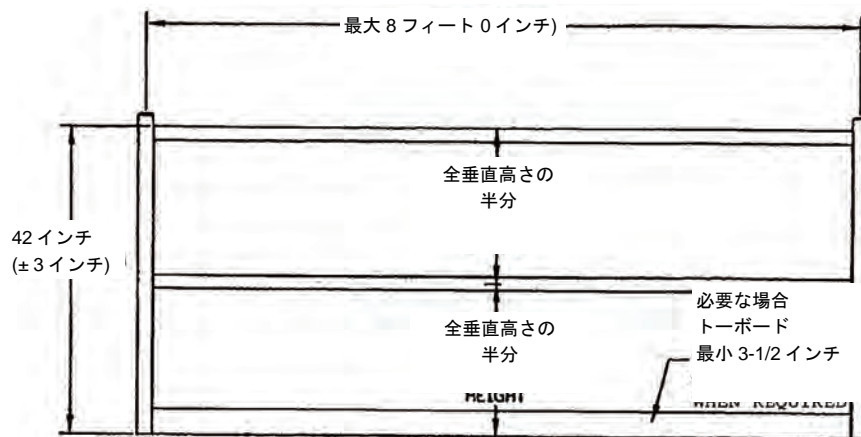 最大 8 フィート 0 インチ)
全垂直高さの
半分
42 インチ
(± 3 インチ)
必要な場合
トーボード
最小 3-1/2 インチ
全垂直高さの
半分
HEIGHT
WHEN REQUIRED